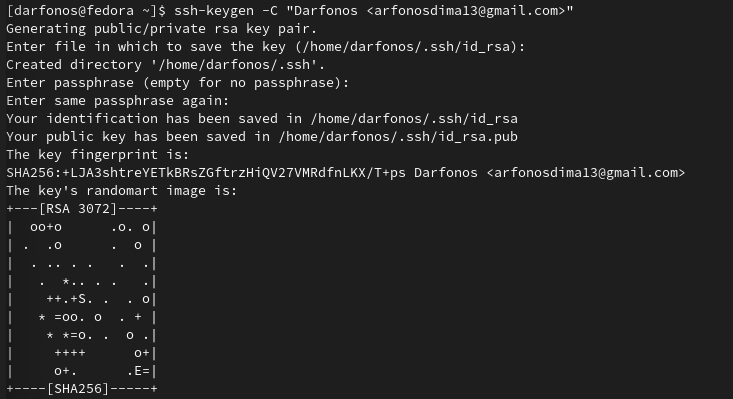 [darfonos@fedora ~]$ ssh-keygen -C "Darfonos <arfonosdima13@gmail.com>"
Generating public/private rsa key pair.
Enter file in which to save the key (/home/darfonos/.ssh/id_rsa):
Created directory '/home/darfonos/.ssh'.
Enter passphrase (empty for no passphrase):
Enter same passphrase again:
Your identification has been saved in /home/darfonos/.ssh/id_rsa
Your public key has been saved in /home/darfonos/.ssh/id_rsa.pub
The key fingerprint is:
SHA256:+LJA3shtreYETkBRsZGftrzHiQV27VMRdfnLKX/T+ps Darfonos <arfonosdima13@gmail.com>
The key's randomart image is:
+---[RSA 3072]----+
|  oo+o      .o. o|
| .  .o      .  o |
|  . .. . .   .  .|
|   .  *.. . .   .|
|    ++.+S. .  . o|
|   * =oo. o  . + |
|    * *=o. .  o .|
|     ++++      o+|
|     o+.      .E=|
+----[SHA256]-----+